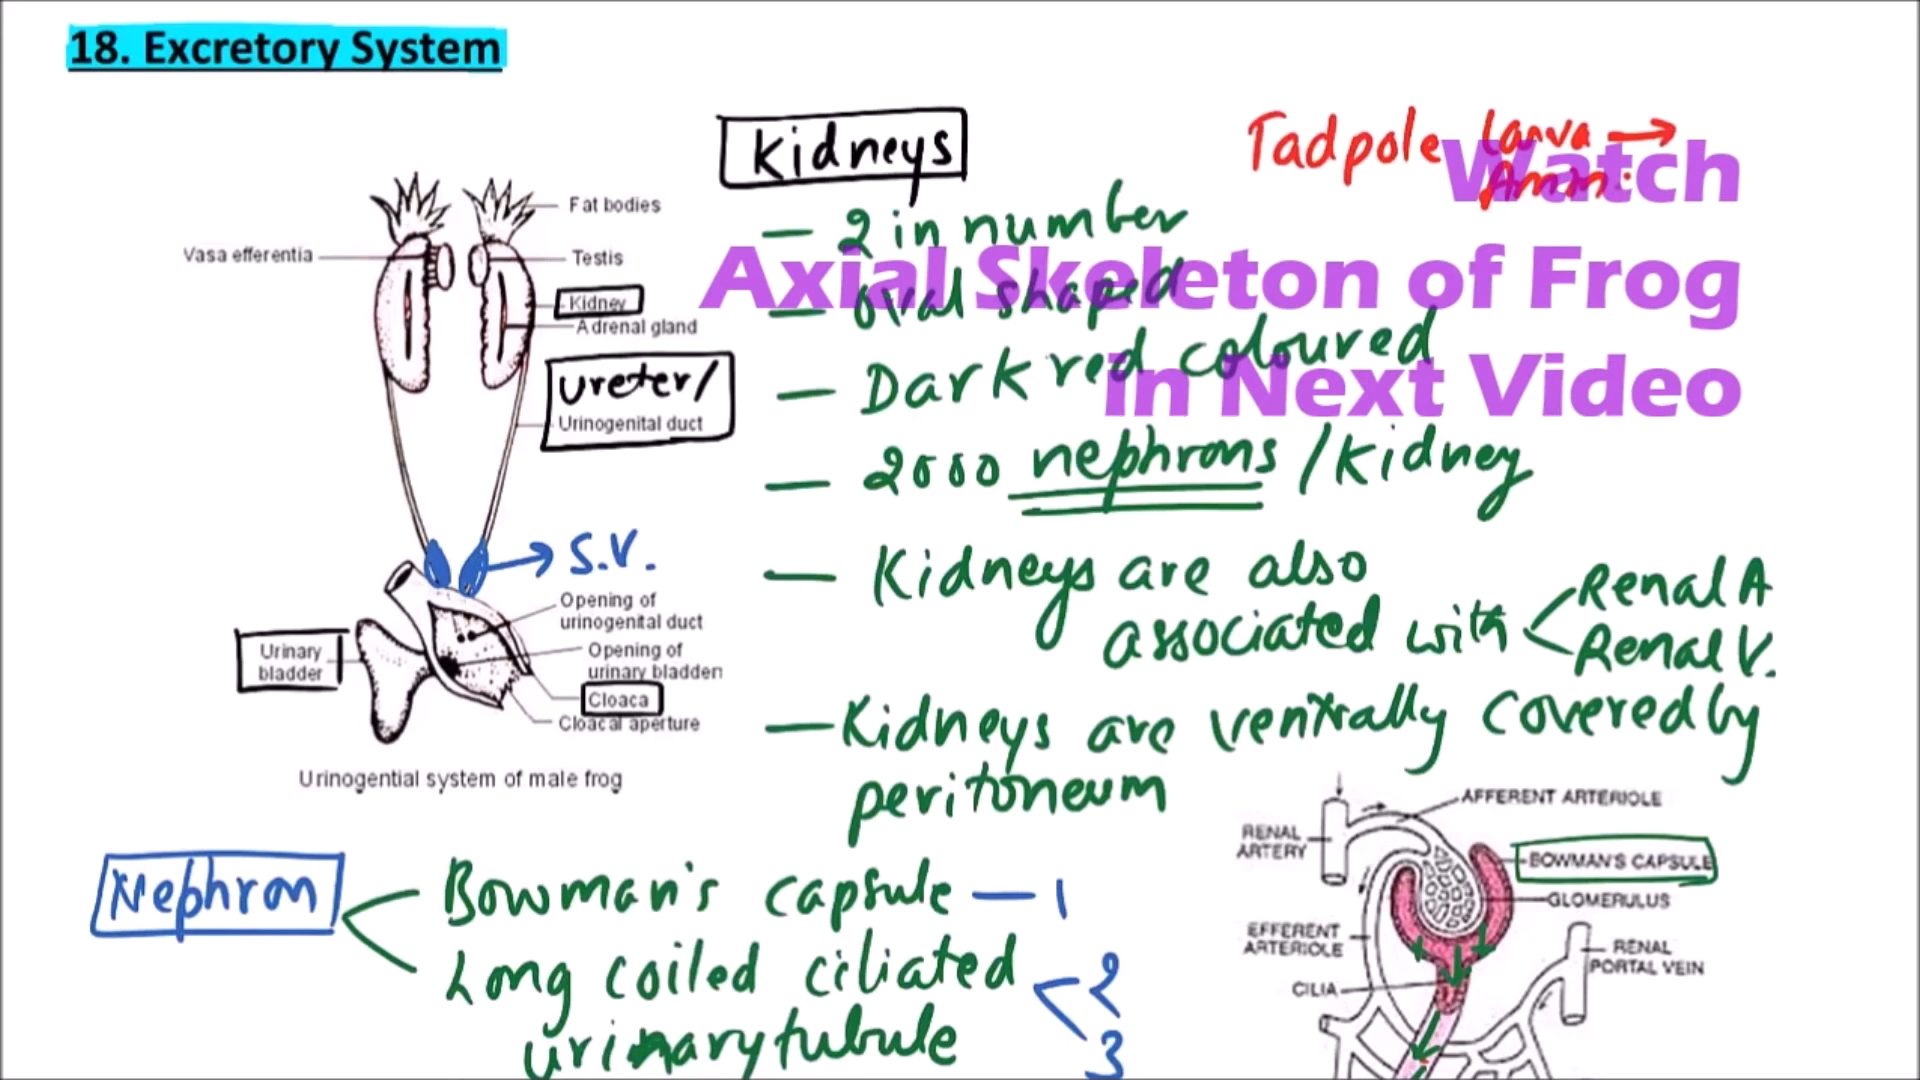 18. Excretory System
Kidneys
Tadpole Larva →
Amm.
Watch
Axial Skeleton of Frog
in Next Video
— 2 in number
— Oval shaped
— Dark red coloured
— 2000 nephrons / Kidney
— Kidneys are also
associated with
Renal A
Renal V.
— Kidneys are ventrally covered by
peritoneum
Fat bodies
Vasa efferentia
Testis
Kidney
Adrenal gland
Ureter/
Urinogenital duct
→ S.V.
Opening of
urinogenital duct
Urinary
bladder
Opening of
urinary bladden
Cloaca
Cloacal aperture
Urinogential system of male frog
Nephron
Bowman's capsule — 1
Long coiled ciliated
urinary tubule
2
3
AFFERENT ARTERIOLE
RENAL
ARTERY
BOWMAN'S CAPSULE
GLOMERULUS
EFFERENT
ARTERIOLE
RENAL
PORTAL VEIN
CILIA